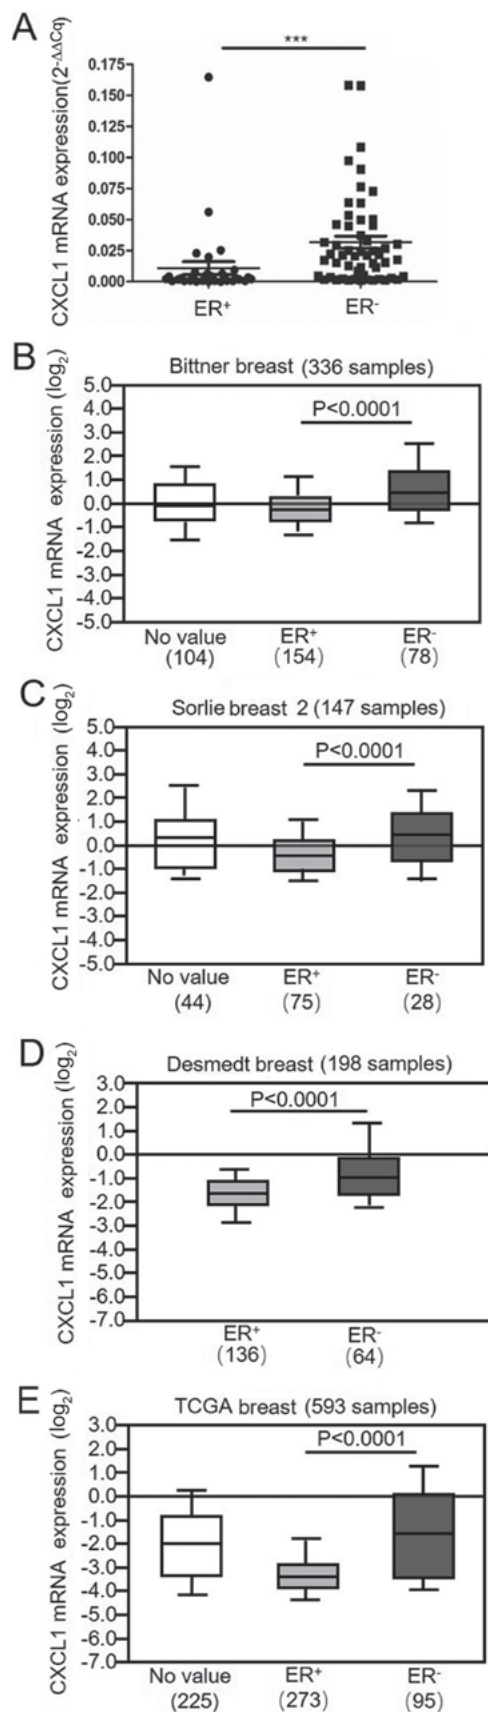 A
CXCL1 mRNA expression(2-ΔΔCq)
***
0.175
0.150
0.125
0.100
0.075
0.050
0.025
0.000
ER+ ER-
B
Bittner breast (336 samples)
CXCL1 mRNA expression (log2)
P<0.0001
5.0
4.0
3.0
2.0
1.0
0.0
-1.0
-2.0
-3.0
-4.0
-5.0
No value ER+ ER-
(104) (154) (78)
C
Sorlie breast 2 (147 samples)
CXCL1 mRNA expression (log2)
P<0.0001
5.0
4.0
3.0
2.0
1.0
0.0
-1.0
-2.0
-3.0
-4.0
-5.0
No value ER+ ER-
(44) (75) (28)
D
Desmedt breast (198 samples)
CXCL1 mRNA expression (log2)
P<0.0001
3.0
2.0
1.0
0.0
-1.0
-2.0
-3.0
-4.0
-5.0
-6.0
-7.0
ER+ ER-
(136) (64)
E
TCGA breast (593 samples)
CXCL1 mRNA expression (log2)
P<0.0001
3.0
2.0
1.0
0.0
-1.0
-2.0
-3.0
-4.0
-5.0
-6.0
-7.0
No value ER+ ER-
(225) (273) (95)